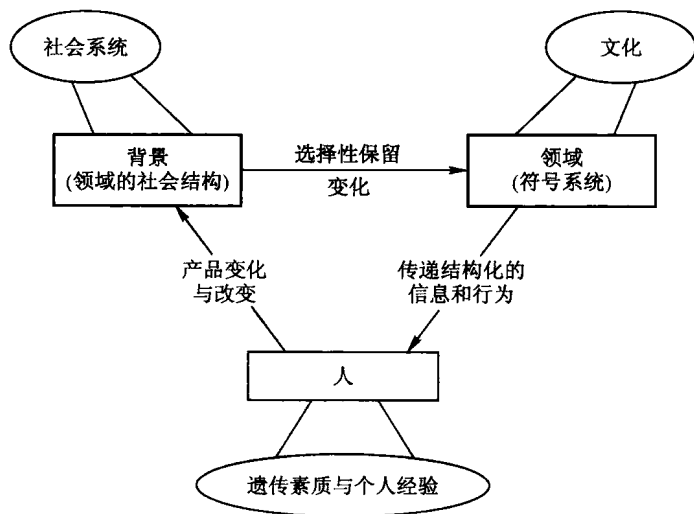 社会系统
文化
背景
(领域的社会结构)
选择性保留
变化
领域
(符号系统)
产品变化
与改变
传递结构化的
信息和行为
人
遗传素质与个人经验